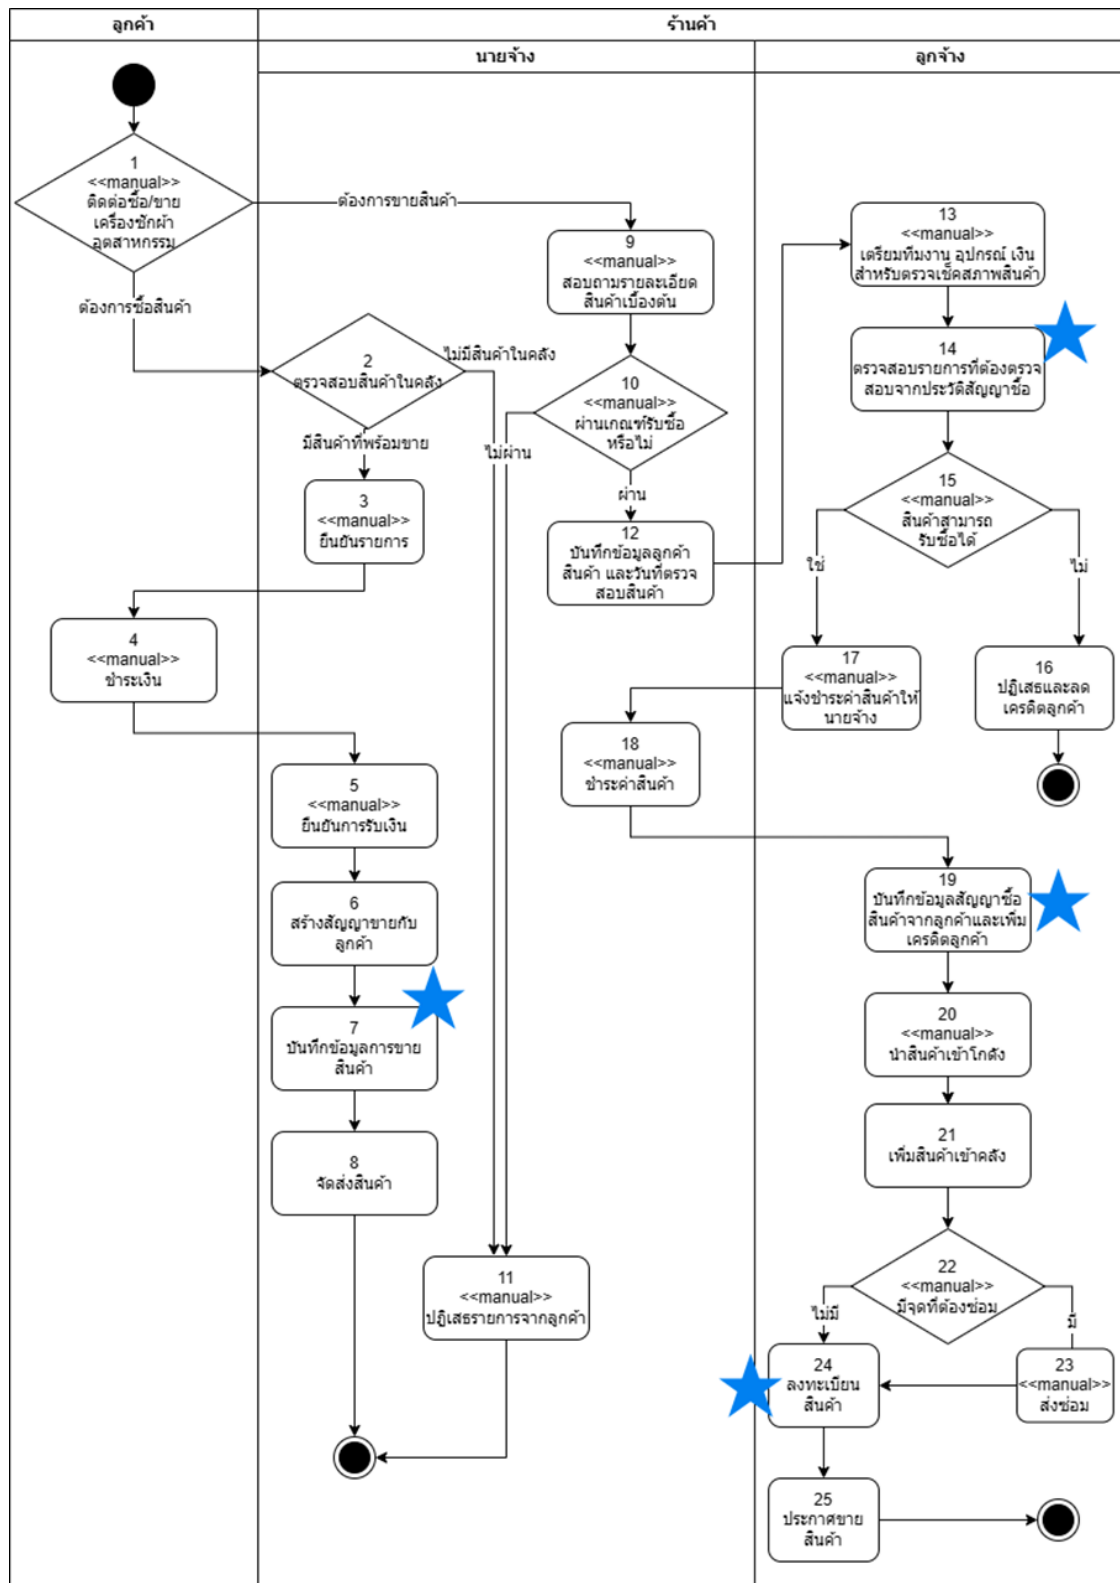 ลูกค้า
ร้านค้า
นายจ้าง
ลูกจ้าง
1
<<manual>>
ติดต่อซื้อ/ขาย
เครื่องซักผ้า
อุตสาหกรรม
ต้องการขายสินค้า
ต้องการซื้อสินค้า
2
ตรวจสอบสินค้าในคลัง
ไม่มีสินค้าในคลัง
มีสินค้าที่พร้อมขาย
3
<<manual>>
ยืนยันรายการ
4
<<manual>>
ชำระเงิน
5
<<manual>>
ยืนยันการรับเงิน
6
สร้างสัญญาขายกับ
ลูกค้า
7
บันทึกข้อมูลการขาย
สินค้า
8
จัดส่งสินค้า
9
<<manual>>
สอบถามรายละเอียด
สินค้าเบื้องต้น
10
<<manual>>
ผ่านเกณฑ์รับซื้อ
หรือไม่
ไม่ผ่าน
ผ่าน
11
<<manual>>
ปฏิเสธรายการจากลูกค้า
12
บันทึกข้อมูลลูกค้า
สินค้า และวันที่ตรวจ
สอบสินค้า
13
<<manual>>
เตรียมทีมงาน อุปกรณ์ เงิน
สำหรับตรวจเช็คสภาพสินค้า
14
ตรวจสอบรายการที่ต้องตรวจ
สอบจากประวัติสัญญาซื้อ
15
<<manual>>
สินค้าสามารถ
รับซื้อได้
ใช่
ไม่
16
ปฏิเสธและลด
เครดิตลูกค้า
17
<<manual>>
แจ้งชำระค่าสินค้าให้
นายจ้าง
18
<<manual>>
ชำระค่าสินค้า
19
บันทึกข้อมูลสัญญาซื้อ
สินค้าจากลูกค้าและเพิ่ม
เครดิตลูกค้า
20
<<manual>>
นำสินค้าเข้าโกดัง
21
เพิ่มสินค้าเข้าคลัง
22
<<manual>>
มีจุดที่ต้องซ่อม
ไม่มี
มี
23
<<manual>>
ส่งซ่อม
24
ลงทะเบียน
สินค้า
25
ประกาศขาย
สินค้า